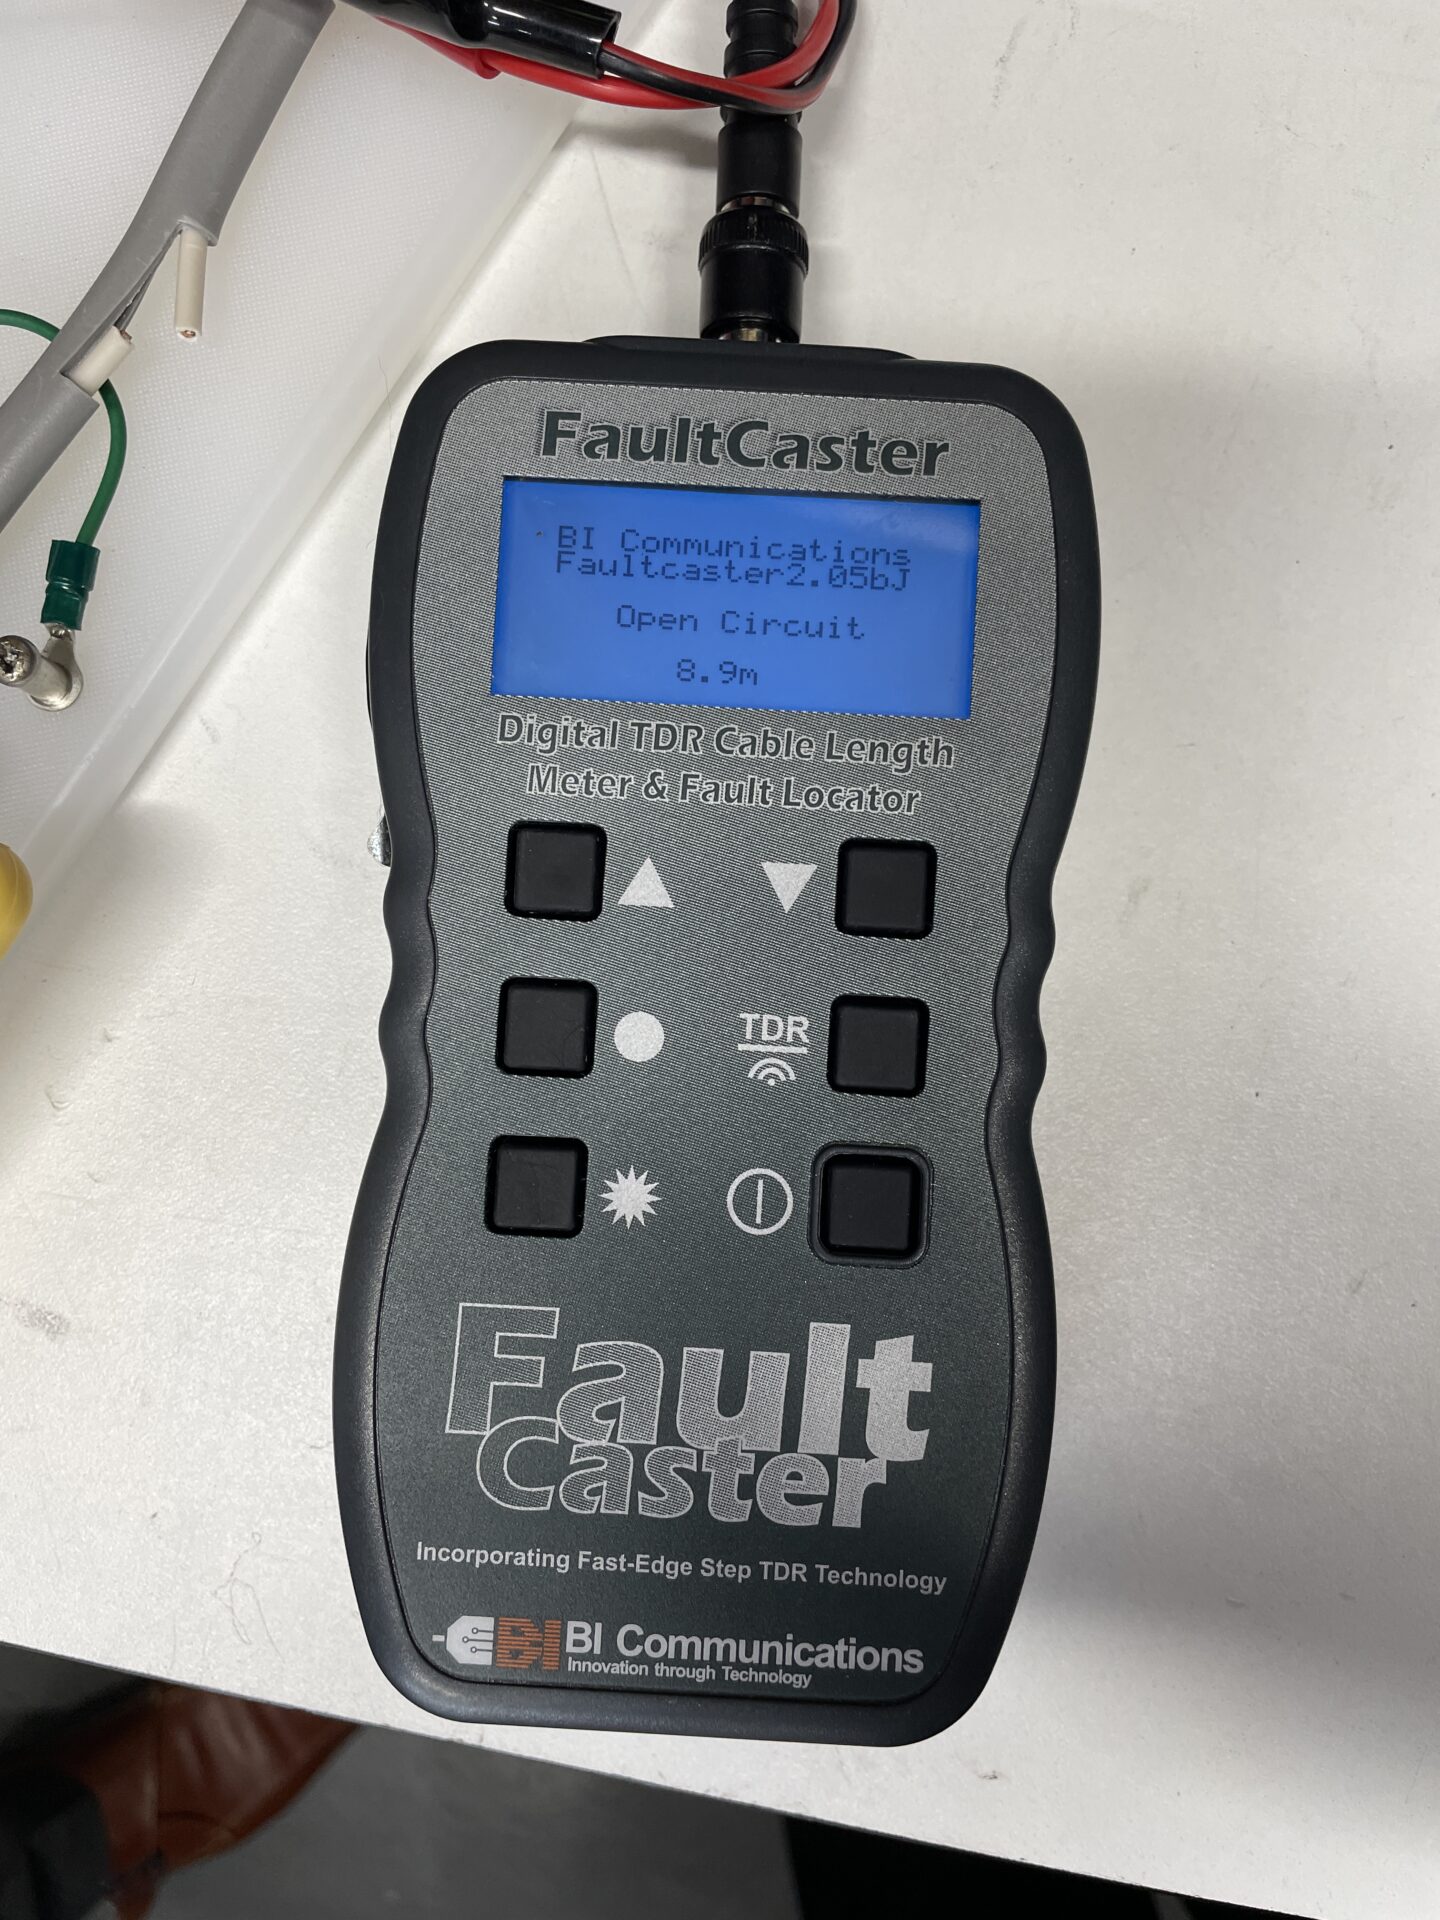 FaultCaster
BI Communications
Faultcaster2.05bJ
Open Circuit
8.9m
Digital TDR Cable Length
Meter & Fault Locator
TDR
Fault
Caster
Incorporating Fast-Edge Step TDR Technology
BI BI Communications
Innovation through Technology